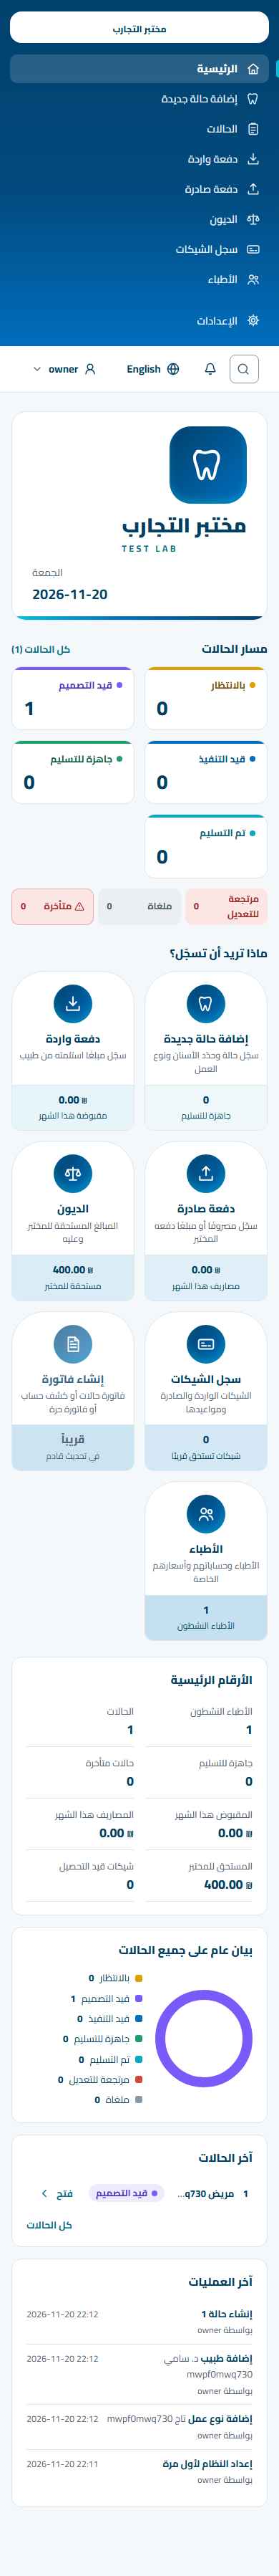 مختبر التجارب
الرئيسية
إضافة حالة جديدة
الحالات
دفعة واردة
دفعة صادرة
الديون
سجل الشيكات
الأطباء
الإعدادات
English
owner
مختبر التجارب
TEST LAB
الجمعة
2026-11-20
مسار الحالات
كل الحالات (1)
بالانتظار
0
قيد التصميم
1
قيد التنفيذ
0
جاهزة للتسليم
0
تم التسليم
0
مرتجعة للتعديل
0
ملغاة
0
متأخرة
0
ماذا تريد أن تسجّل؟
إضافة حالة جديدة
سجّل حالة وحدّد الأسنان ونوع
العمل
0
جاهزة للتسليم
دفعة واردة
سجّل مبلغا استلمته من طبيب
₪ 0.00
مقبوضة هذا الشهر
دفعة صادرة
سجّل مصروفا أو مبلغا دفعه
المختبر
₪ 0.00
مصاريف هذا الشهر
الديون
المبالغ المستحقة للمختبر
وعليه
₪ 400.00
مستحقة للمختبر
سجل الشيكات
الشيكات الواردة والصادرة
ومواعيدها
0
شيكات تستحق قريبًا
إنشاء فاتورة
فاتورة حالات أو كشف حساب
أو فاتورة حرة
قريباً
في تحديث قادم
الأطباء
الأطباء وحساباتهم وأسعارهم
الخاصة
1
الأطباء النشطون
الأرقام الرئيسية
الأطباء النشطون
1
الحالات
1
جاهزة للتسليم
0
حالات متأخرة
0
المقبوض هذا الشهر
₪ 0.00
المصاريف هذا الشهر
₪ 0.00
المستحق للمختبر
₪ 400.00
شيكات قيد التحصيل
0
بيان عام على جميع الحالات
بالانتظار 0
قيد التصميم 1
قيد التنفيذ 0
جاهزة للتسليم 0
تم التسليم 0
مرتجعة للتعديل 0
ملغاة 0
آخر الحالات
1 مريض q730... قيد التصميم فتح
كل الحالات
آخر العمليات
إنشاء حالة 1
2026-11-20 22:12
بواسطة owner
إضافة طبيب د. سامي
mwpf0mwq730
2026-11-20 22:12
بواسطة owner
إضافة نوع عمل تاج mwpf0mwq730
2026-11-20 22:12
بواسطة owner
إعداد النظام لأول مرة
2026-11-20 22:11
بواسطة owner